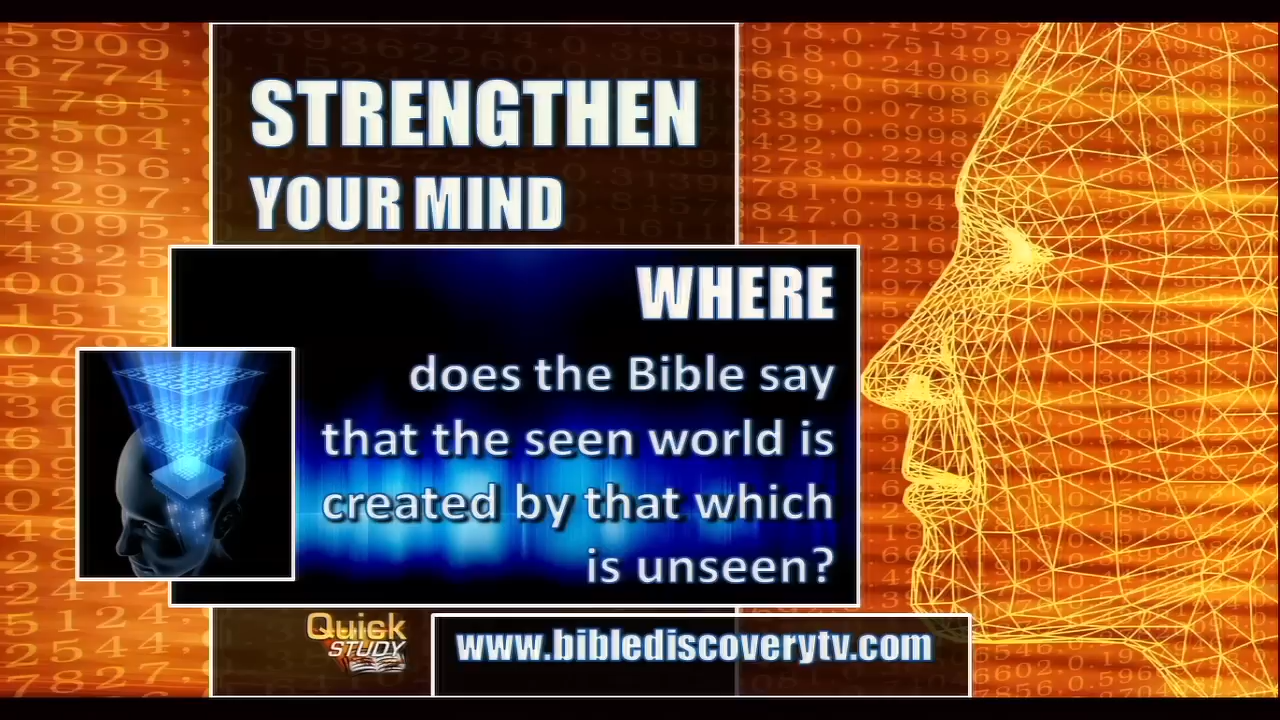 STRENGTHEN
YOUR MIND
WHERE
does the Bible say
that the seen world is
created by that which
is unseen?
Quick
STUDY
www.biblediscoverytv.com